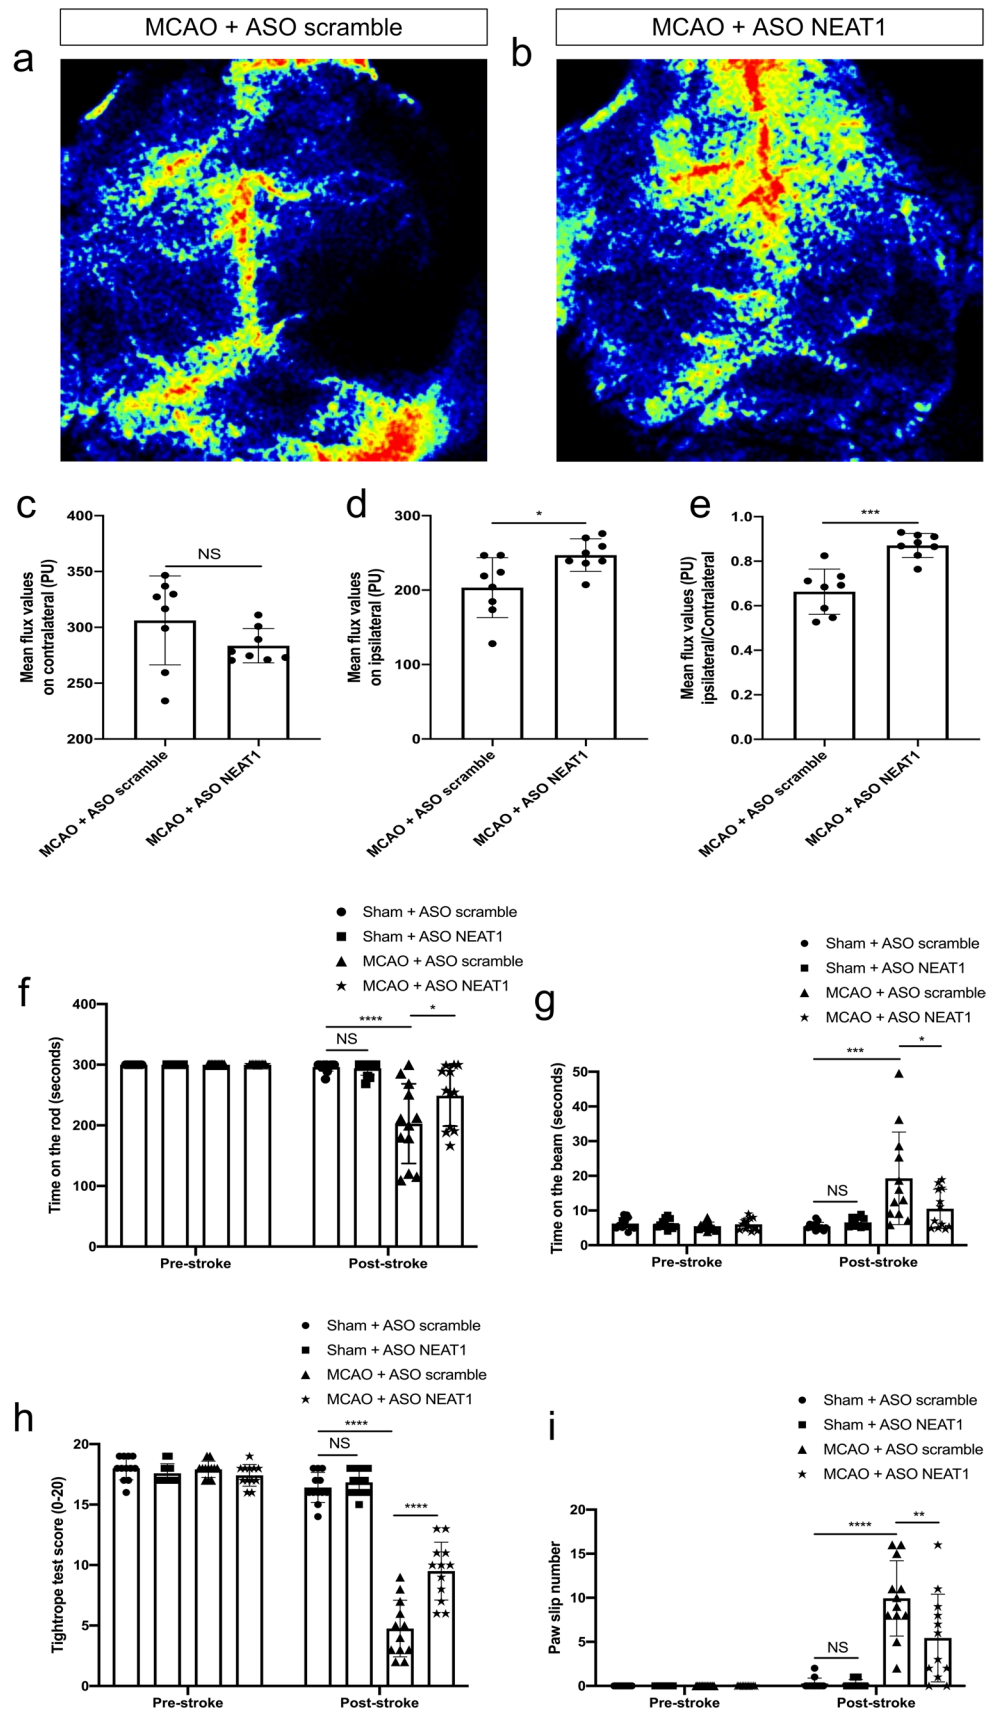 MCAO + ASO scramble
MCAO + ASO NEAT1
a
b
c
Mean flux values
on contralateral (PU)
400
350
300
250
200
NS
MCAO + ASO scramble
MCAO + ASO NEAT1
d
Mean flux values
on ipsilateral (PU)
300
200
100
0
*
MCAO + ASO scramble
MCAO + ASO NEAT1
e
Mean flux values (PU)
ipsilateral/Contralateral
1.0
0.8
0.6
0.4
0.2
0.0
***
MCAO + ASO scramble
MCAO + ASO NEAT1
f
Sham + ASO scramble
Sham + ASO NEAT1
MCAO + ASO scramble
MCAO + ASO NEAT1
Time on the rod (seconds)
400
300
200
100
0
****
*
NS
Pre-stroke
Post-stroke
g
Sham + ASO scramble
Sham + ASO NEAT1
MCAO + ASO scramble
MCAO + ASO NEAT1
Time on the beam (seconds)
50
40
30
20
10
0
***
*
NS
Pre-stroke
Post-stroke
h
Sham + ASO scramble
Sham + ASO NEAT1
MCAO + ASO scramble
MCAO + ASO NEAT1
Tightrope test score (0-20)
20
15
10
5
0
****
NS
****
Pre-stroke
Post-stroke
i
Sham + ASO scramble
Sham + ASO NEAT1
MCAO + ASO scramble
MCAO + ASO NEAT1
Paw slip number
20
15
10
5
0
****
**
NS
Pre-stroke
Post-stroke